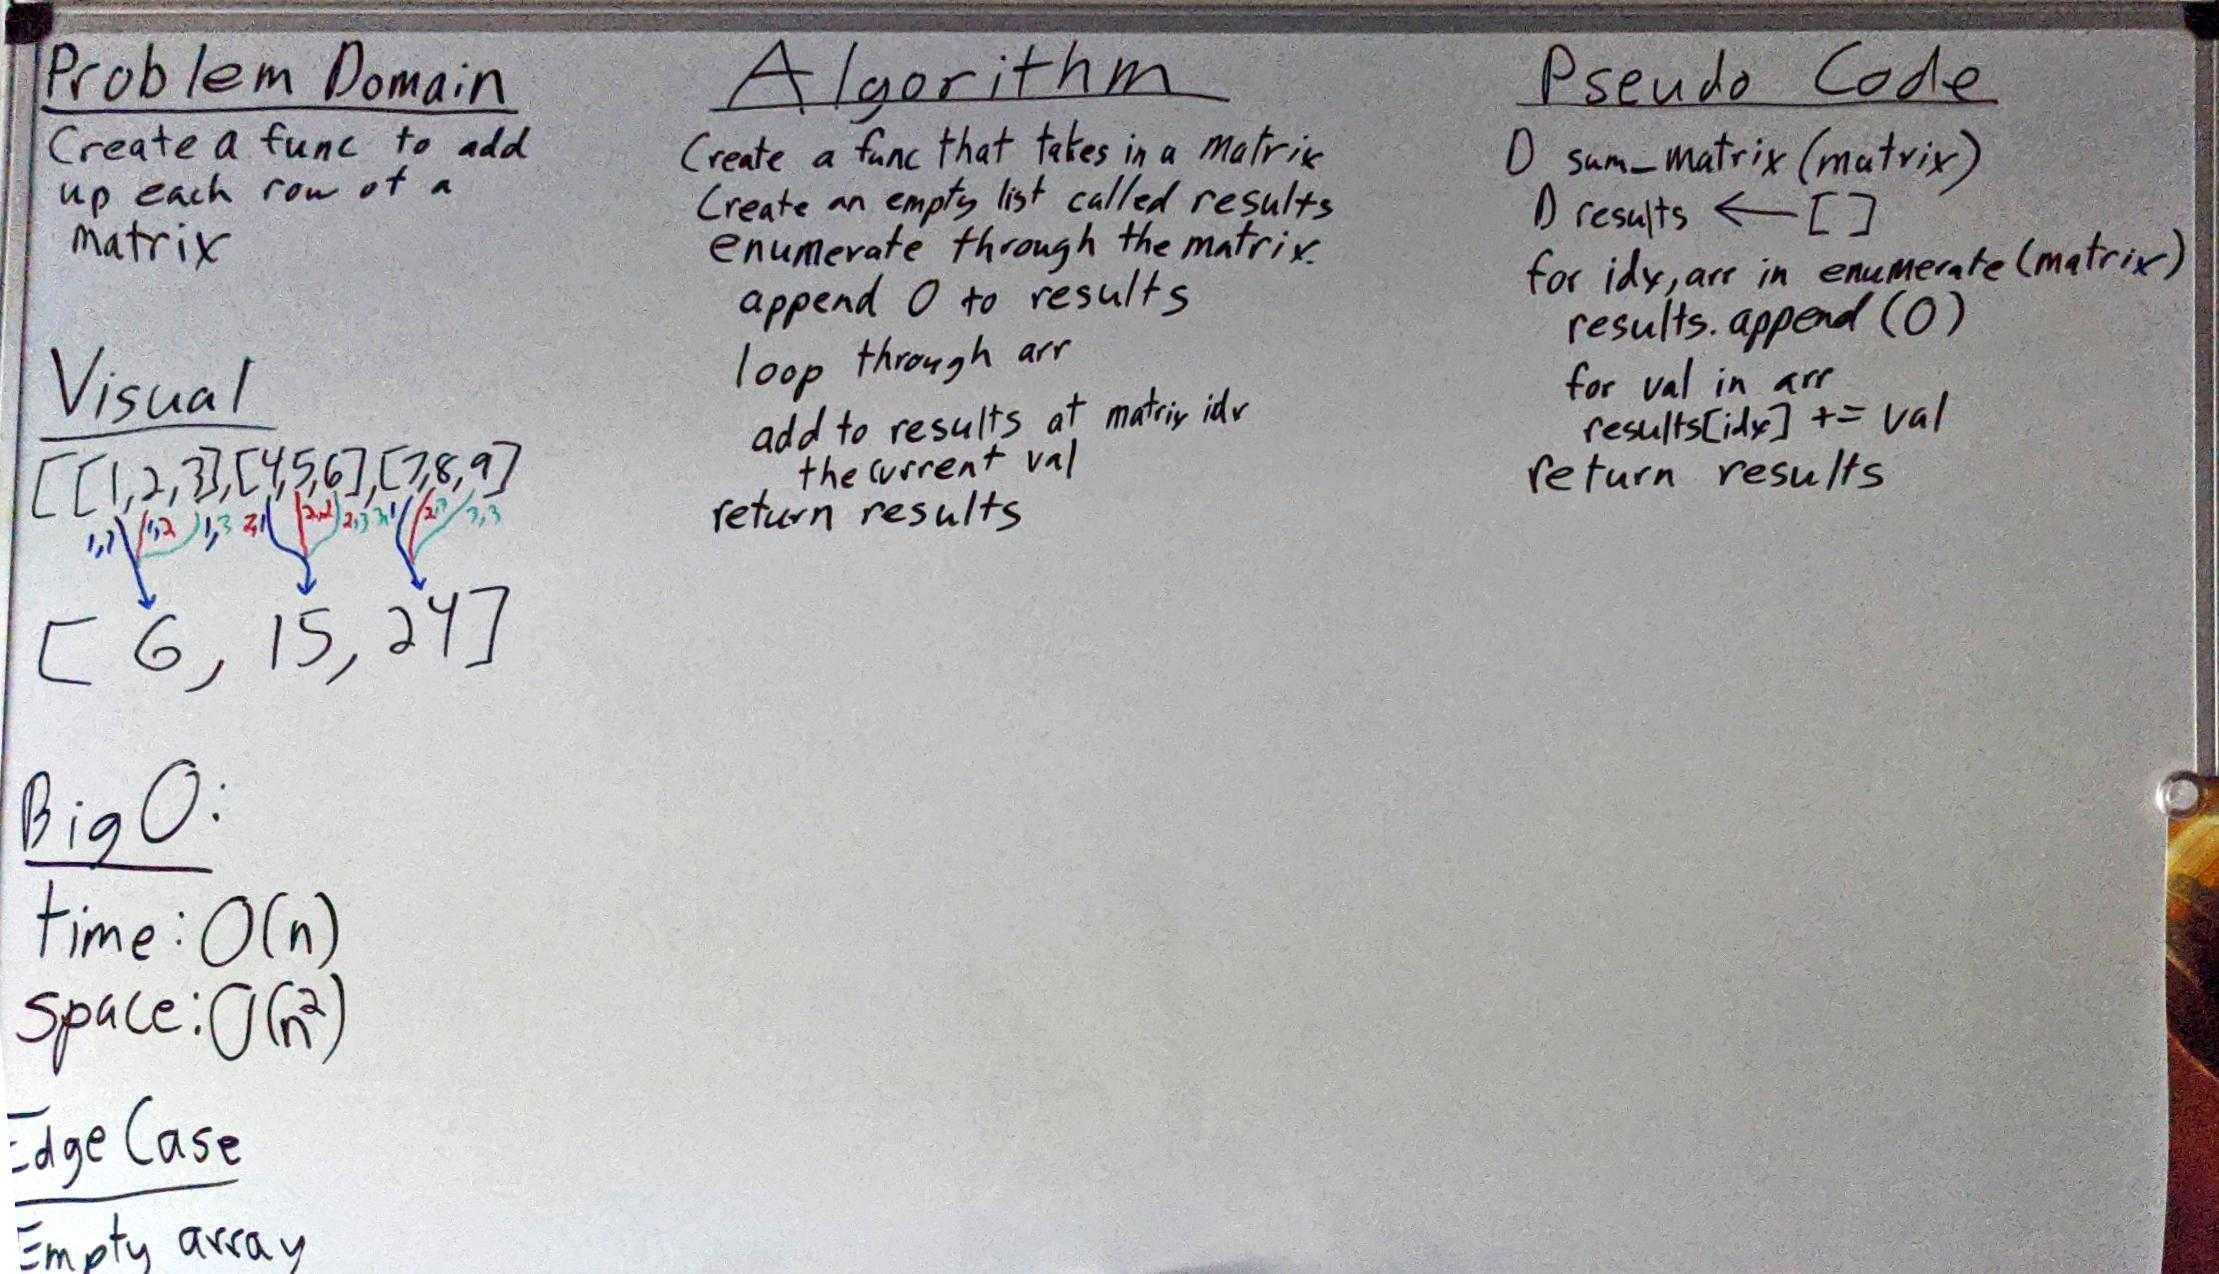 Problem Domain
Create a func to add
up each row of a
matrix
Visual
[[1,2,3],[4,5,6],[7,8,9]
1,1 1,2 1,3 2,1 2,2 2,3 3,1 2,3 3,3
[ 6, 15, 24]
Big O:
time: O(n)
space: O(n²)
Edge Case
Empty array
Algorithm
Create a func that takes in a matrix
Create an empty list called results
enumerate through the matrix.
append 0 to results
loop through arr
add to results at matrix idx
the current val
return results
Pseudo Code
D sum_matrix (matrix)
D results ← [ ]
for idx, arr in enumerate (matrix)
results. append (0)
for val in arr
results[idx] += val
return results